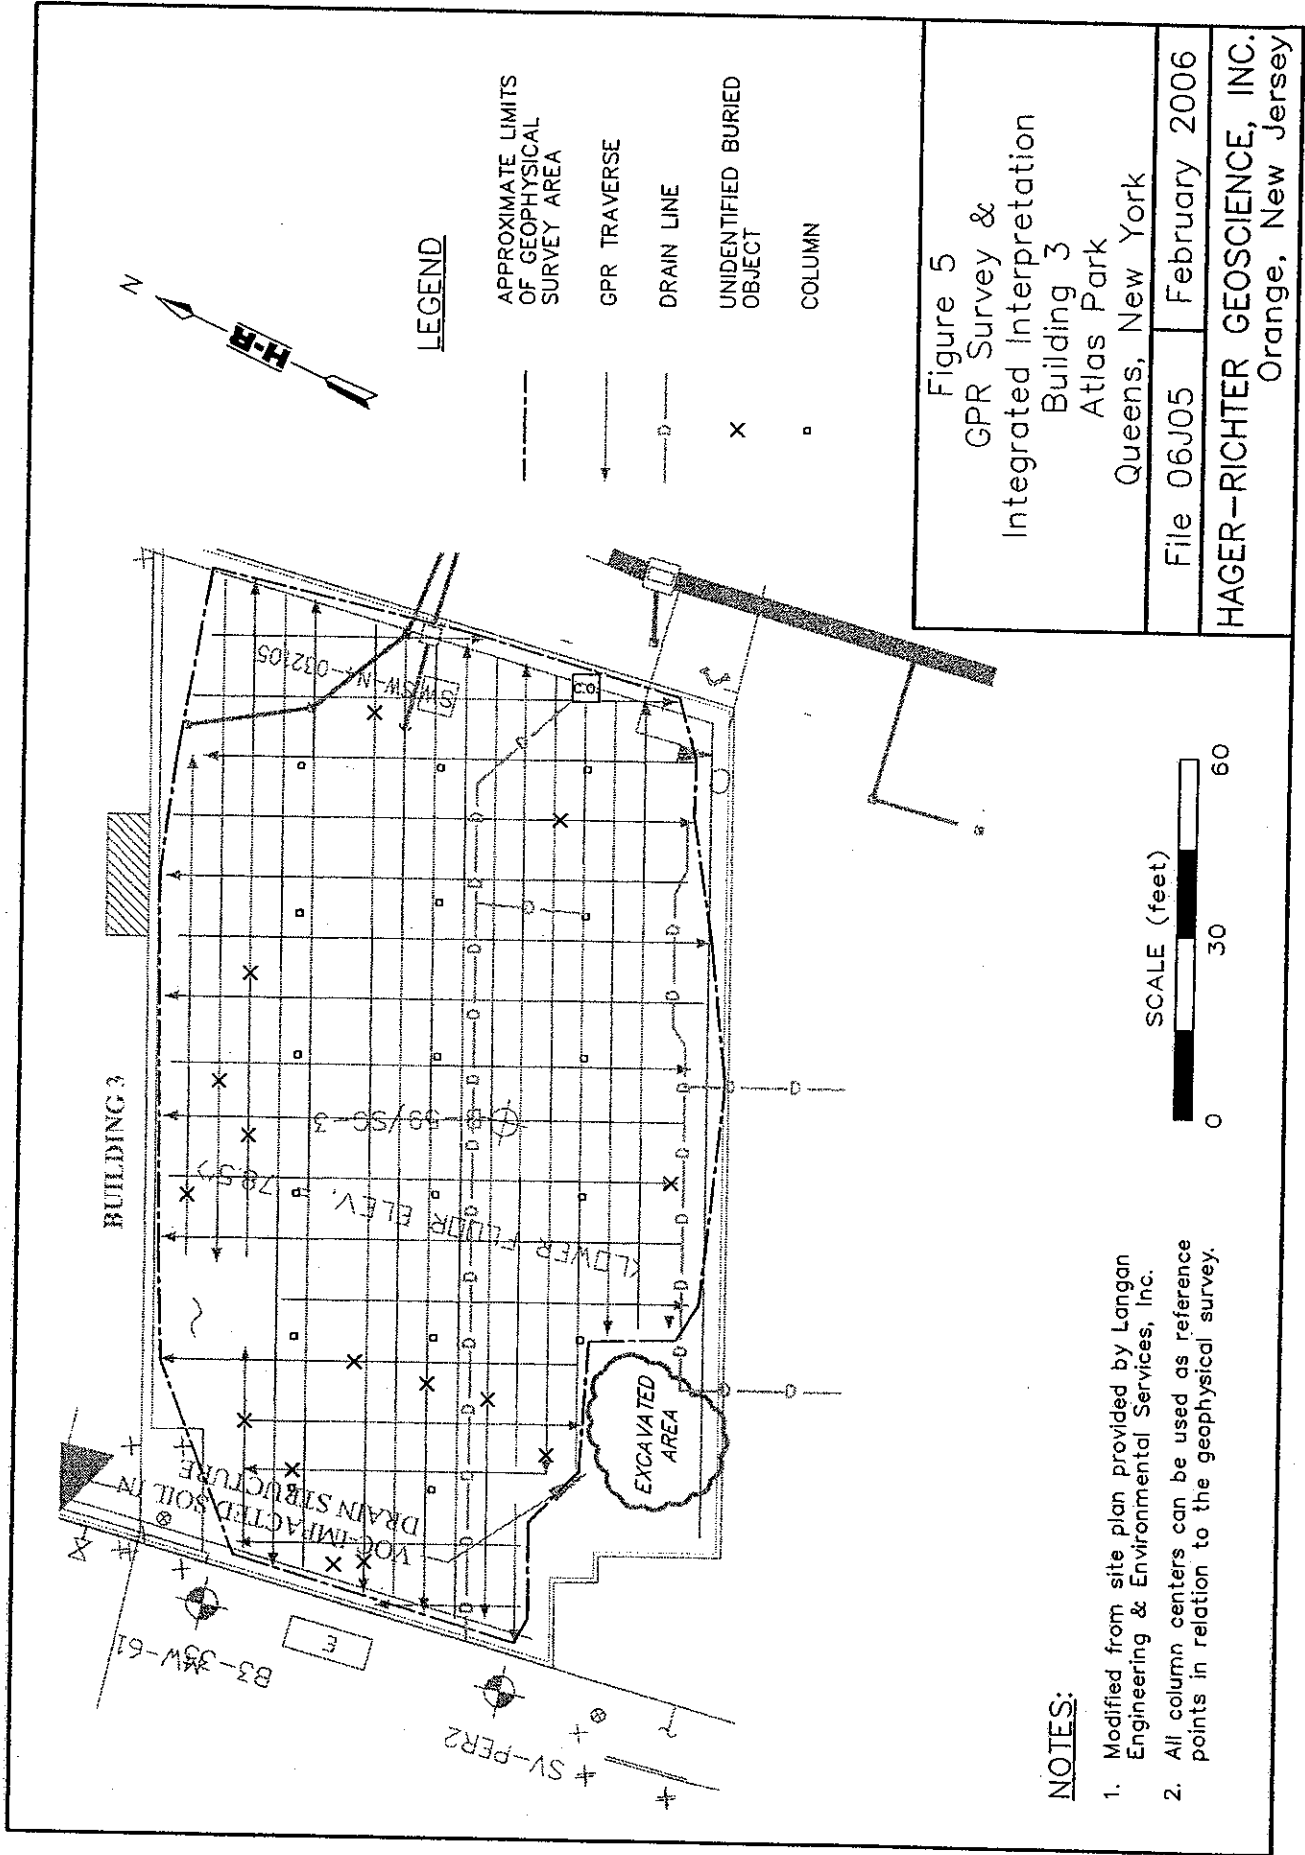 N
H-R
LEGEND
APPROXIMATE LIMITS
OF GEOPHYSICAL
SURVEY AREA
GPR TRAVERSE
D
DRAIN LINE
UNIDENTIFIED BURIED
OBJECT
COLUMN
BUILDING 3
VOC-IMPACTED SOIL IN
DRAIN STRUCTURE
<LOWER FLOOR ELEV.
78.5'>
EXCAVATED
AREA
E
SV-PER2
SCALE (feet)
0 30 60
NOTES:
1. Modified from site plan provided by Langan
Engineering & Environmental Services, Inc.
2. All column centers can be used as reference
points in relation to the geophysical survey.
Figure 5
GPR Survey &
Integrated Interpretation
Building 3
Atlas Park
Queens, New York
File 06J05 February 2006
HAGER-RICHTER GEOSCIENCE, INC.
Orange, New Jersey